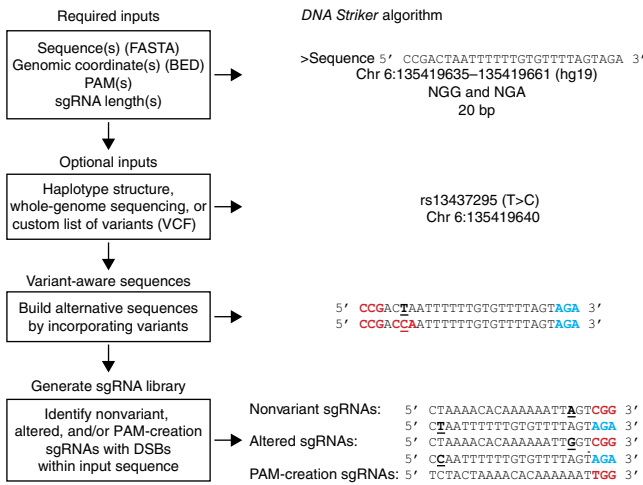 Required inputs
DNA Striker algorithm
Sequence(s) (FASTA)
Genomic coordinate(s) (BED)
PAM(s)
sgRNA length(s)
>Sequence 5′ CCGACTAATTTTTTGTGTTTTAGTAGA 3′
Chr 6:135419635–135419661 (hg19)
NGG and NGA
20 bp
Optional inputs
Haplotype structure,
whole-genome sequencing, or
custom list of variants (VCF)
rs13437295 (T>C)
Chr 6:135419640
Variant-aware sequences
Build alternative sequences
by incorporating variants
5′ CCGACTAATTTTTTGTGTTTTAGTAGA 3′
5′ CCGACCAATTTTTTGTGTTTTAGTAGA 3′
Generate sgRNA library
Identify nonvariant,
altered, and/or PAM-creation
sgRNAs with DSBs
within input sequence
Nonvariant sgRNAs: 5′ CTAAAACACAAAAAATTAGTCGG 3′
5′ CTAATTTTTTGTGTTTTAGTAGA 3′
Altered sgRNAs: 5′ CTAAAACACAAAAAATTGGTCGG 3′
5′ CCAATTTTTTGTGTTTTAGTAGA 3′
PAM-creation sgRNAs: 5′ TCTACTAAAACACAAAAAATTGG 3′